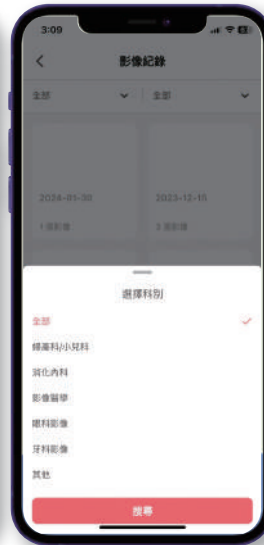 3:09
影像紀錄
全部 全部
2024-01-30 2023-12-15
1 張影像 3 張影像
選擇科別
全部
婦產科/小兒科
消化內科
影像醫學
眼科影像
牙科影像
其他
搜尋